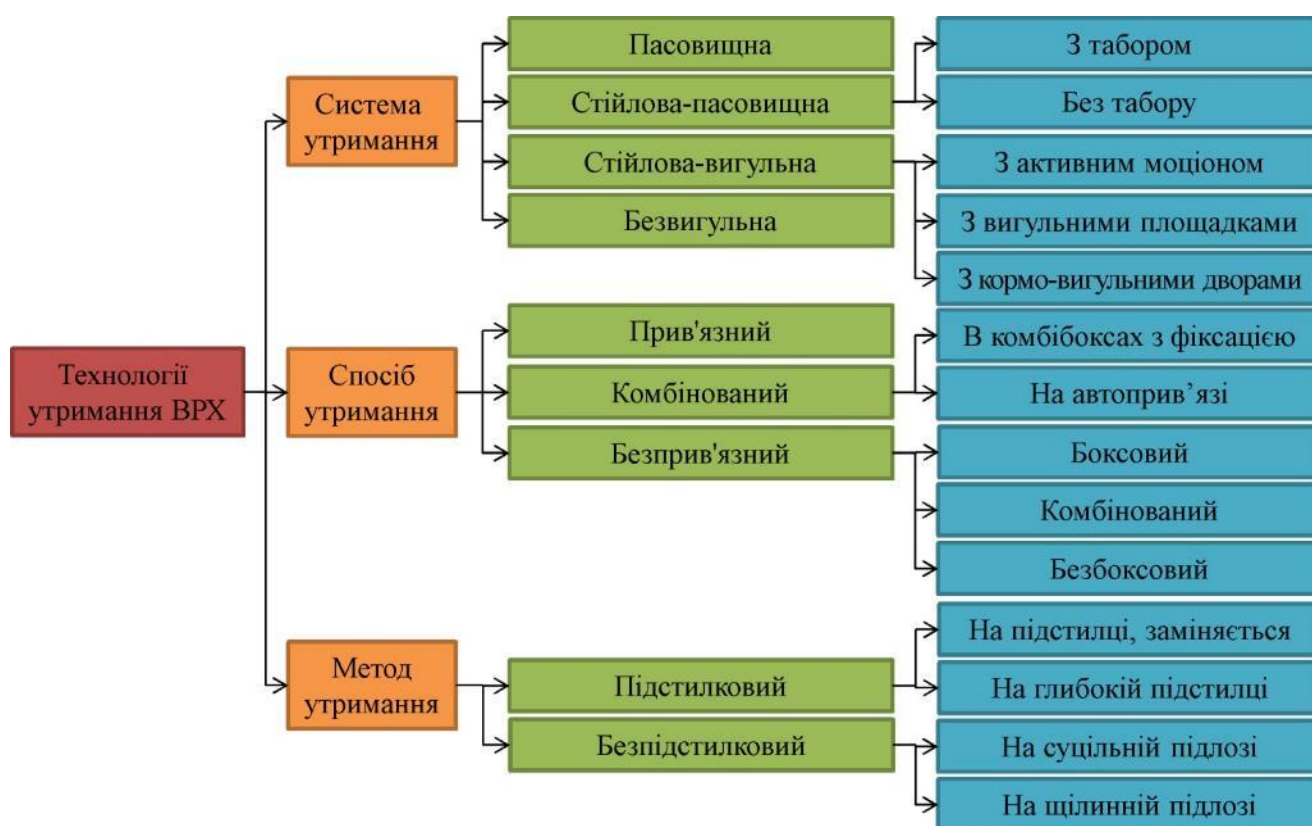 Технології
утримання ВРХ
Система
утримання
Пасовищна
Стійлова-пасовищна
З табором
Без табору
Стійлова-вигульна
З активним моціоном
З вигульними площадками
З кормо-вигульними дворами
Безвигульна
Спосіб
утримання
Прив'язний
Комбінований
В комбібоксах з фіксацією
На автоприв’язі
Безприв'язний
Боксовий
Комбінований
Безбоксовий
Метод
утримання
Підстилковий
На підстилці, заміняється
На глибокій підстилці
Безпідстилковий
На суцільній підлозі
На щілинній підлозі